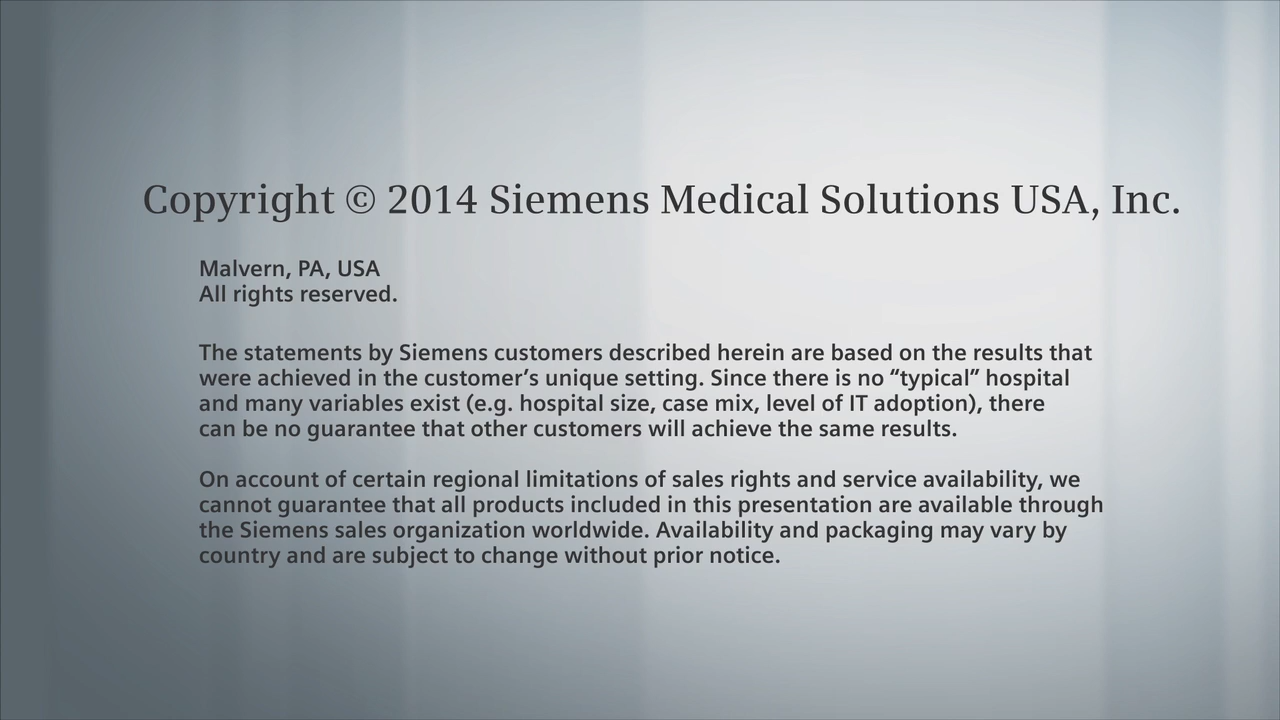 Copyright © 2014 Siemens Medical Solutions USA, Inc.
Malvern, PA, USA
All rights reserved.
The statements by Siemens customers described herein are based on the results that
were achieved in the customer’s unique setting. Since there is no “typical” hospital
and many variables exist (e.g. hospital size, case mix, level of IT adoption), there
can be no guarantee that other customers will achieve the same results.
On account of certain regional limitations of sales rights and service availability, we
cannot guarantee that all products included in this presentation are available through
the Siemens sales organization worldwide. Availability and packaging may vary by
country and are subject to change without prior notice.